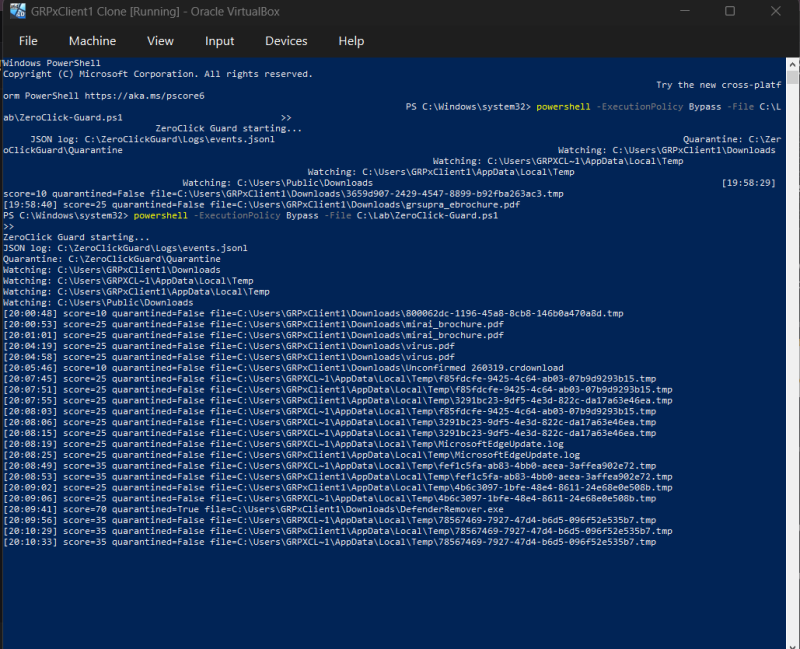 GRPxClient1 Clone [Running] - Oracle VirtualBox
File Machine View Input Devices Help
Windows PowerShell
Copyright (C) Microsoft Corporation. All rights reserved.
Try the new cross-platf
orm PowerShell https://aka.ms/pscore6
PS C:\Windows\system32> powershell -ExecutionPolicy Bypass -File C:\L
ab\ZeroClick-Guard.ps1 >>
ZeroClick Guard starting...
JSON log: C:\ZeroClickGuard\Logs\events.jsonl Quarantine: C:\Zer
oClickGuard\Quarantine Watching: C:\Users\GRPxClient1\Downloads
Watching: C:\Users\GRPXCL~1\AppData\Local\Temp
Watching: C:\Users\GRPxClient1\AppData\Local\Temp
Watching: C:\Users\Public\Downloads [19:58:29]
score=10 quarantined=False file=C:\Users\GRPxClient1\Downloads\3659d907-2429-4547-8899-b92fba263ac3.tmp
[19:58:40] score=25 quarantined=False file=C:\Users\GRPxClient1\Downloads\grsupra_ebrochure.pdf
PS C:\Windows\system32> powershell -ExecutionPolicy Bypass -File C:\Lab\ZeroClick-Guard.ps1
>>
ZeroClick Guard starting...
JSON log: C:\ZeroClickGuard\Logs\events.jsonl
Quarantine: C:\ZeroClickGuard\Quarantine
Watching: C:\Users\GRPxClient1\Downloads
Watching: C:\Users\GRPXCL~1\AppData\Local\Temp
Watching: C:\Users\GRPxClient1\AppData\Local\Temp
Watching: C:\Users\Public\Downloads
[20:00:48] score=10 quarantined=False file=C:\Users\GRPxClient1\Downloads\800062dc-1196-45a8-8cb8-146b0a470a8d.tmp
[20:00:53] score=25 quarantined=False file=C:\Users\GRPxClient1\Downloads\mirai_brochure.pdf
[20:01:01] score=25 quarantined=False file=C:\Users\GRPxClient1\Downloads\mirai_brochure.pdf
[20:04:19] score=25 quarantined=False file=C:\Users\GRPxClient1\Downloads\virus.pdf
[20:04:58] score=25 quarantined=False file=C:\Users\GRPxClient1\Downloads\virus.pdf
[20:05:46] score=10 quarantined=False file=C:\Users\GRPxClient1\Downloads\Unconfirmed 260319.crdownload
[20:07:45] score=25 quarantined=False file=C:\Users\GRPXCL~1\AppData\Local\Temp\f85fdcfe-9425-4c64-ab03-07b9d9293b15.tmp
[20:07:51] score=25 quarantined=False file=C:\Users\GRPxClient1\AppData\Local\Temp\f85fdcfe-9425-4c64-ab03-07b9d9293b15.tmp
[20:07:55] score=25 quarantined=False file=C:\Users\GRPxClient1\AppData\Local\Temp\3291bc23-9df5-4e3d-822c-da17a63e46ea.tmp
[20:08:03] score=25 quarantined=False file=C:\Users\GRPXCL~1\AppData\Local\Temp\f85fdcfe-9425-4c64-ab03-07b9d9293b15.tmp
[20:08:06] score=25 quarantined=False file=C:\Users\GRPXCL~1\AppData\Local\Temp\3291bc23-9df5-4e3d-822c-da17a63e46ea.tmp
[20:08:15] score=25 quarantined=False file=C:\Users\GRPXCL~1\AppData\Local\Temp\3291bc23-9df5-4e3d-822c-da17a63e46ea.tmp
[20:08:19] score=25 quarantined=False file=C:\Users\GRPXCL~1\AppData\Local\Temp\MicrosoftEdgeUpdate.log
[20:08:25] score=25 quarantined=False file=C:\Users\GRPxClient1\AppData\Local\Temp\MicrosoftEdgeUpdate.log
[20:08:49] score=35 quarantined=False file=C:\Users\GRPXCL~1\AppData\Local\Temp\fef1c5fa-ab83-4bb0-aeea-3affea902e72.tmp
[20:08:53] score=35 quarantined=False file=C:\Users\GRPxClient1\AppData\Local\Temp\fef1c5fa-ab83-4bb0-aeea-3affea902e72.tmp
[20:09:02] score=25 quarantined=False file=C:\Users\GRPxClient1\AppData\Local\Temp\4b6c3097-1bfe-48e4-8611-24e68e0e508b.tmp
[20:09:06] score=25 quarantined=False file=C:\Users\GRPXCL~1\AppData\Local\Temp\4b6c3097-1bfe-48e4-8611-24e68e0e508b.tmp
[20:09:41] score=70 quarantined=True file=C:\Users\GRPxClient1\Downloads\DefenderRemover.exe
[20:09:56] score=35 quarantined=False file=C:\Users\GRPXCL~1\AppData\Local\Temp\78567469-7927-47d4-b6d5-096f52e535b7.tmp
[20:10:29] score=35 quarantined=False file=C:\Users\GRPxClient1\AppData\Local\Temp\78567469-7927-47d4-b6d5-096f52e535b7.tmp
[20:10:33] score=35 quarantined=False file=C:\Users\GRPXCL~1\AppData\Local\Temp\78567469-7927-47d4-b6d5-096f52e535b7.tmp